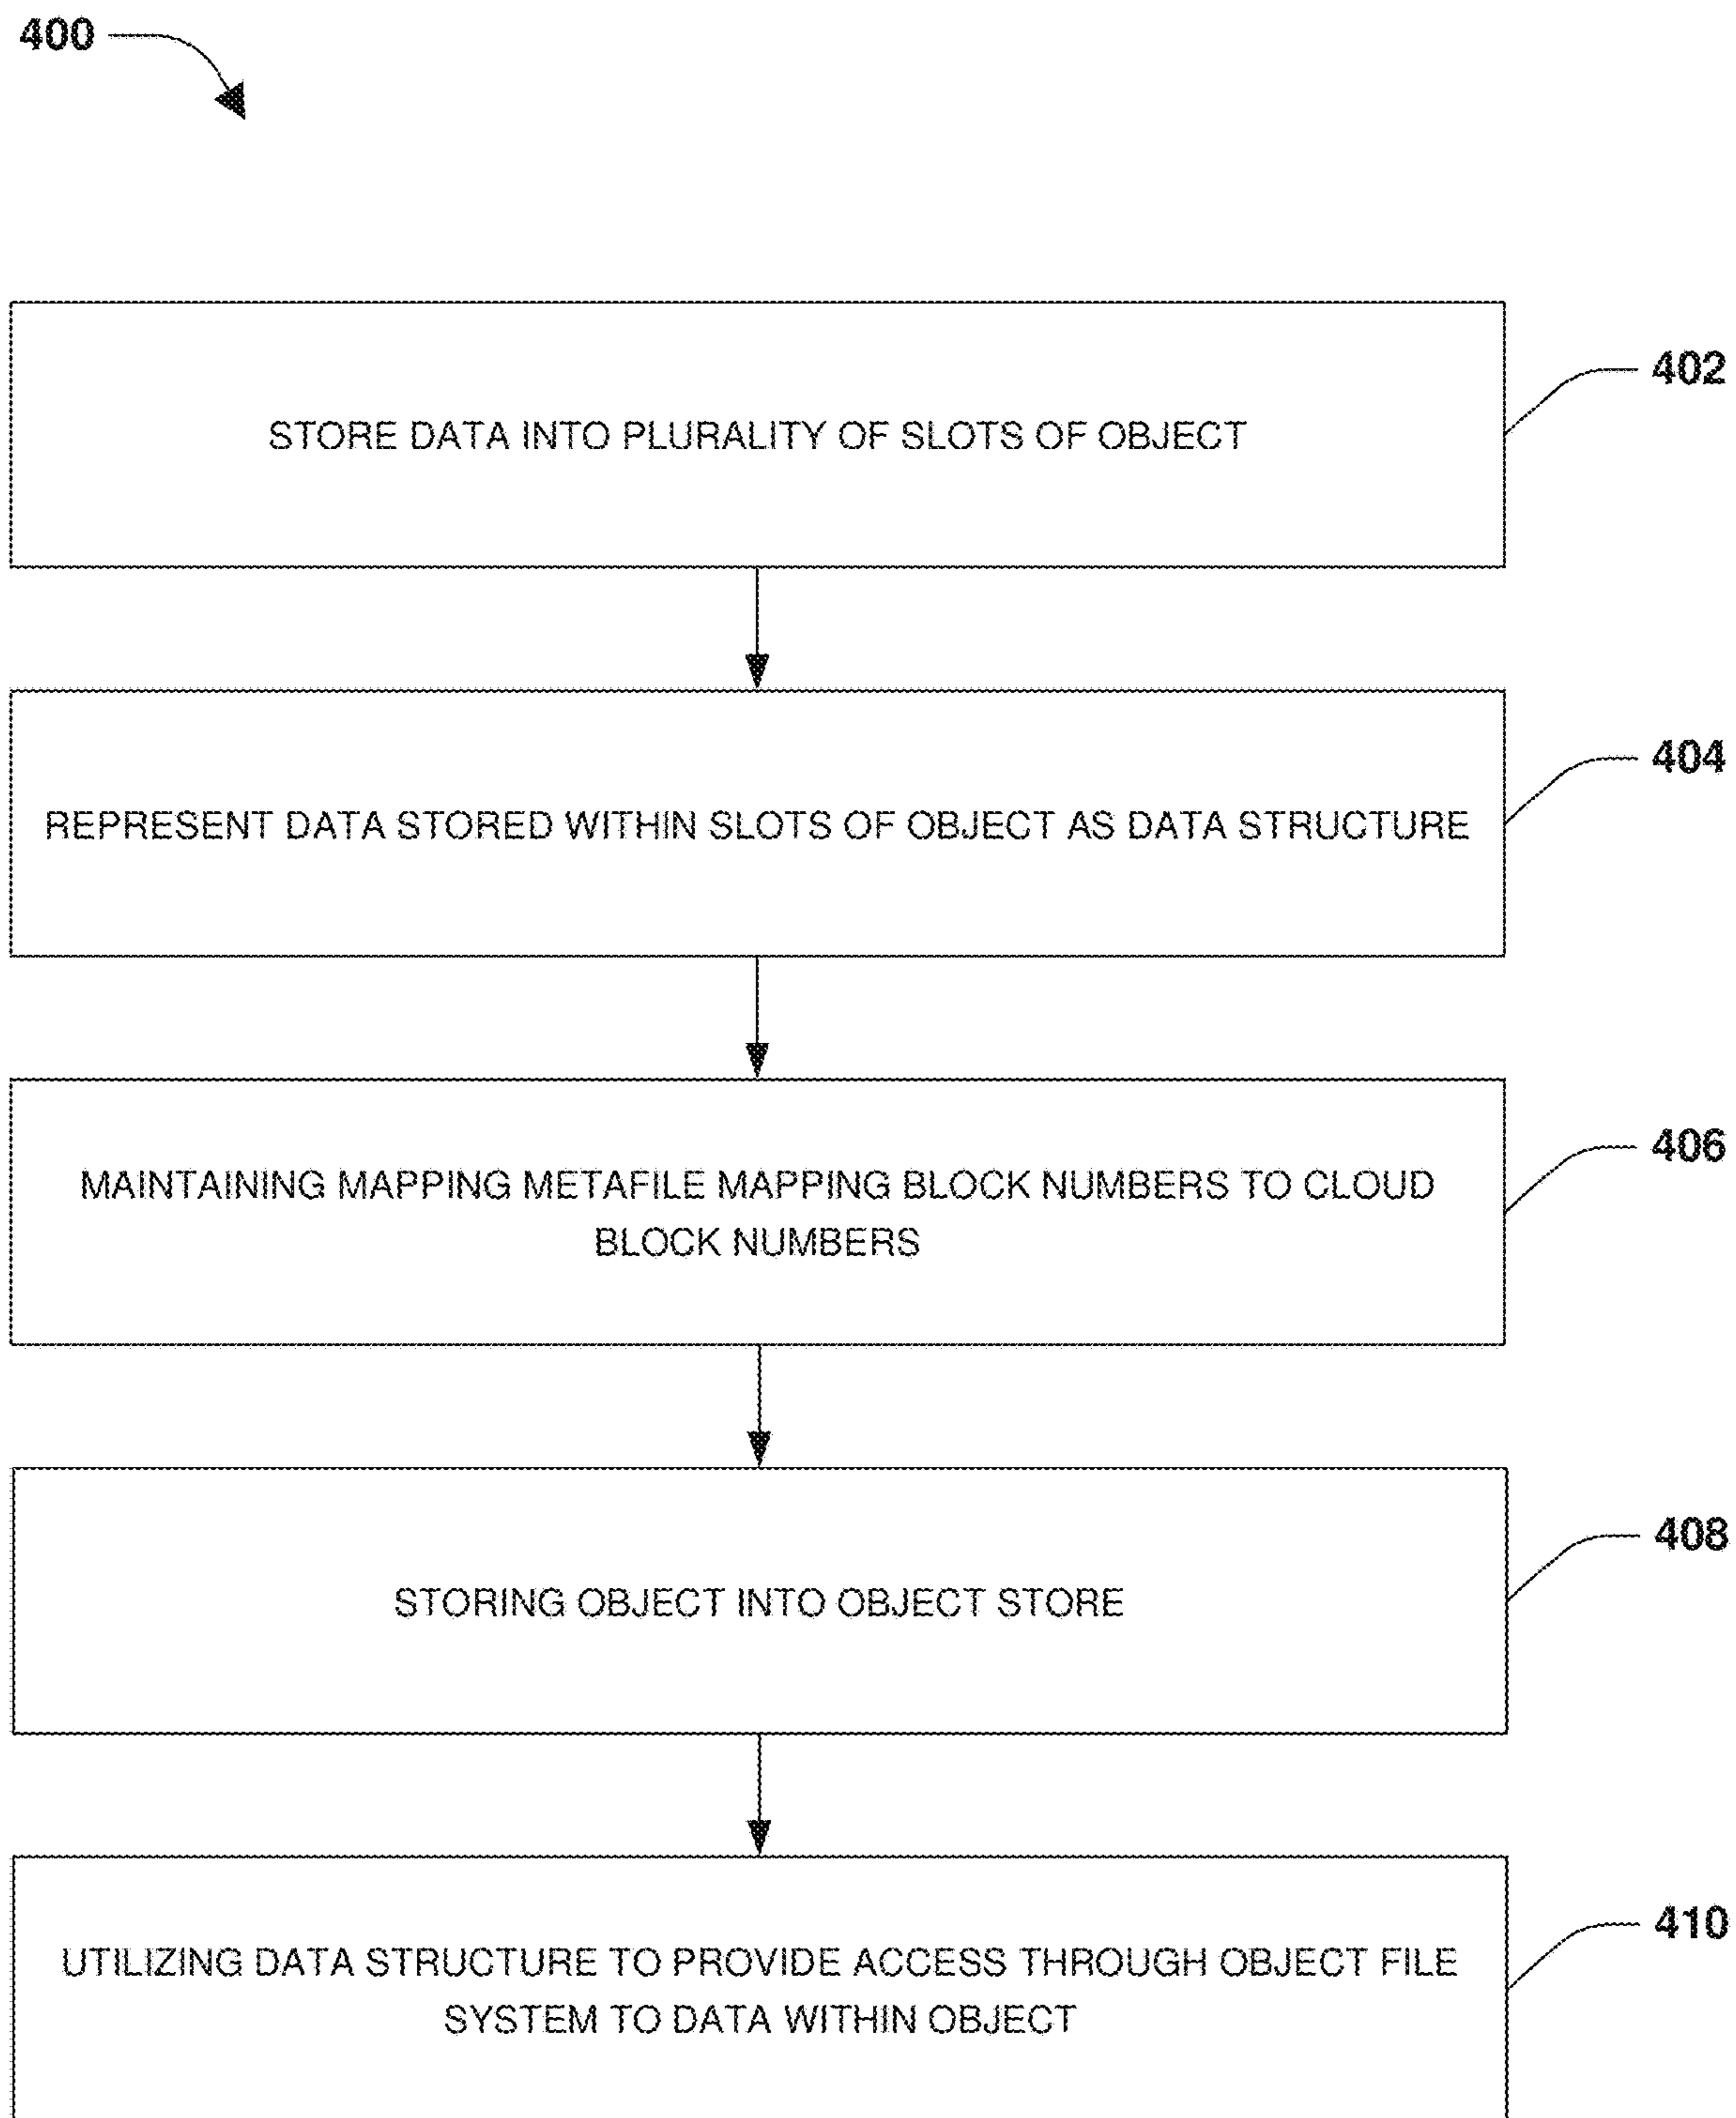 400
STORE DATA INTO PLURALITY OF SLOTS OF OBJECT
402
REPRESENT DATA STORED WITHIN SLOTS OF OBJECT AS DATA STRUCTURE
404
MAINTAINING MAPPING METAFILE MAPPING BLOCK NUMBERS TO CLOUD
BLOCK NUMBERS
406
STORING OBJECT INTO OBJECT STORE
408
UTILIZING DATA STRUCTURE TO PROVIDE ACCESS THROUGH OBJECT FILE
SYSTEM TO DATA WITHIN OBJECT
410